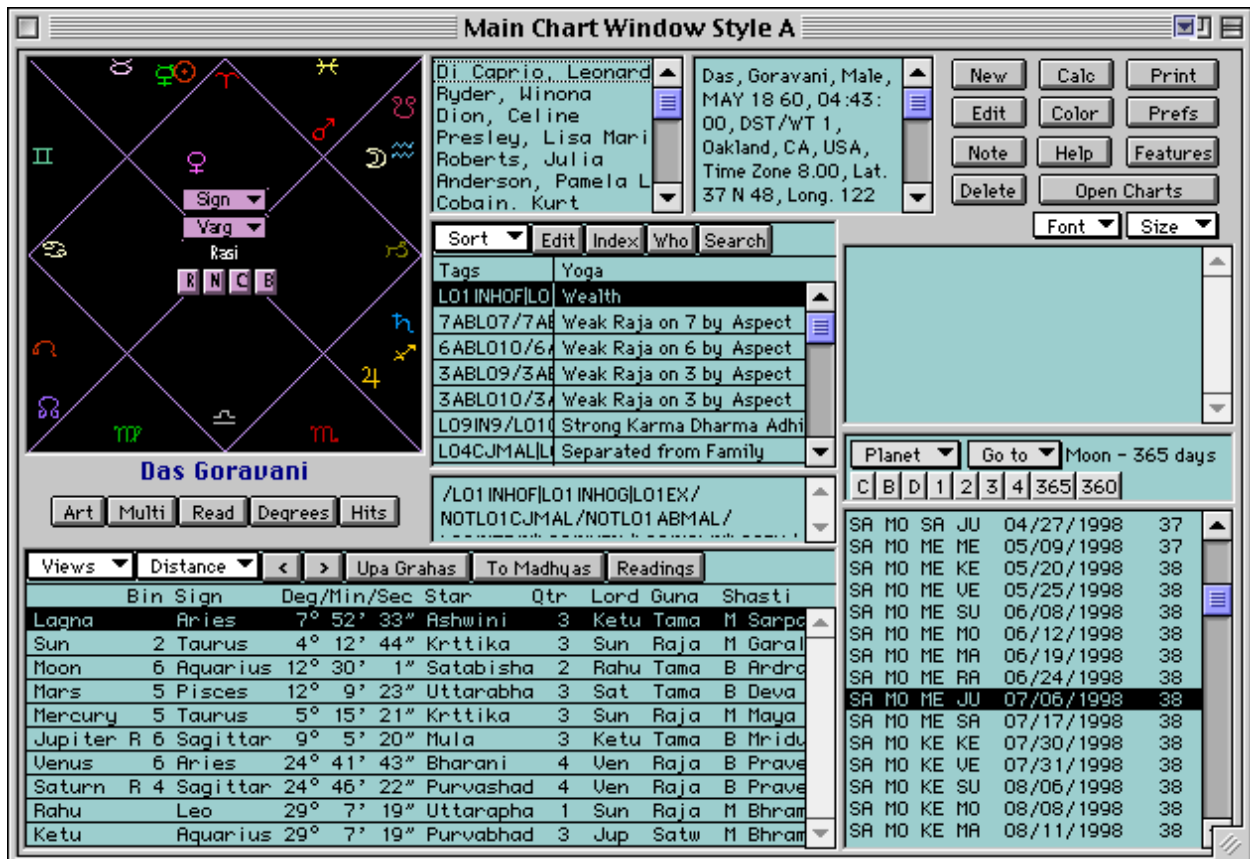 Main Chart Window Style A
Sign
Varg
Rasi
R N C B
Das Goravani
Art Multi Read Degrees Hits
Di Caprio, Leonard
Ryder, Winona
Dion, Celine
Presley, Lisa Mari
Roberts, Julia
Anderson, Pamela L
Cobain. Kurt
Das, Goravani, Male,
MAY 18 60, 04:43:
00, DST/WT 1,
Oakland, CA, USA,
Time Zone 8.00, Lat.
37 N 48, Long. 122
New Calc Print
Edit Color Prefs
Note Help Features
Delete Open Charts
Font Size
Sort Edit Index Who Search
Tags Yoga
LO1INHOF|LO Wealth
7ABLO7/7AB Weak Raja on 7 by Aspect
6ABLO10/6A Weak Raja on 6 by Aspect
3ABLO9/3AB Weak Raja on 3 by Aspect
3ABLO10/3A Weak Raja on 3 by Aspect
LO9IN9/LO10 Strong Karma Dharma Adhi
LO4CJMAL|L Separated from Family
/LO1INHOF|LO1INHOG|LO1EX/
NOTLO1CJMAL/NOTLO1ABMAL/
Planet Go to Moon - 365 days
C B D 1 2 3 4 365 360
SA MO SA JU 04/27/1998 37
SA MO ME ME 05/09/1998 37
SA MO ME KE 05/20/1998 38
SA MO ME VE 05/25/1998 38
SA MO ME SU 06/08/1998 38
SA MO ME MO 06/12/1998 38
SA MO ME MA 06/19/1998 38
SA MO ME RA 06/24/1998 38
SA MO ME JU 07/06/1998 38
SA MO ME SA 07/17/1998 38
SA MO KE KE 07/30/1998 38
SA MO KE VE 07/31/1998 38
SA MO KE SU 08/06/1998 38
SA MO KE MO 08/08/1998 38
SA MO KE MA 08/11/1998 38
Views Distance < > Upa Grahas To Madhyas Readings
Bin Sign Deg/Min/Sec Star Qtr Lord Guna Shasti
Lagna Aries 7° 52' 33" Ashwini 3 Ketu Tama M Sarpa
Sun 2 Taurus 4° 12' 44" Krttika 3 Sun Raja M Garal
Moon 6 Aquarius 12° 30' 1" Satabisha 2 Rahu Tama B Ardra
Mars 5 Pisces 12° 9' 23" Uttarabha 3 Sat Tama B Deva
Mercury 5 Taurus 5° 15' 21" Krttika 3 Sun Raja M Maya
Jupiter R 6 Sagittar 9° 5' 20" Mula 3 Ketu Tama B Mridu
Venus 6 Aries 24° 41' 43" Bharani 4 Ven Raja B Prave
Saturn R 4 Sagittar 24° 46' 22" Purvashad 4 Ven Raja B Prave
Rahu Leo 29° 7' 19" Uttarapha 1 Sun Raja M Bhram
Ketu Aquarius 29° 7' 19" Purvabhad 3 Jup Satw M Bhram